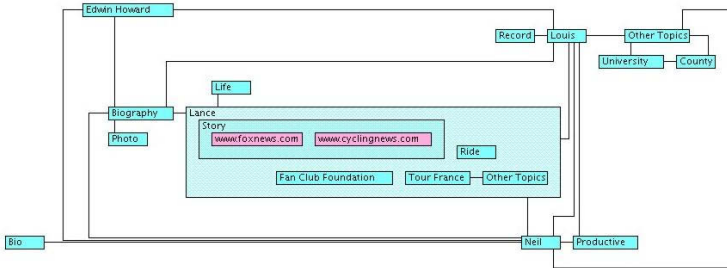 Edwin Howard
Record
Louis
Other Topics
University
County
Life
Biography
Lance
Photo
Story
www.foxnews.com
www.cyclingnews.com
Ride
Fan Club Foundation
Tour France
Other Topics
Bio
Neil
Productive